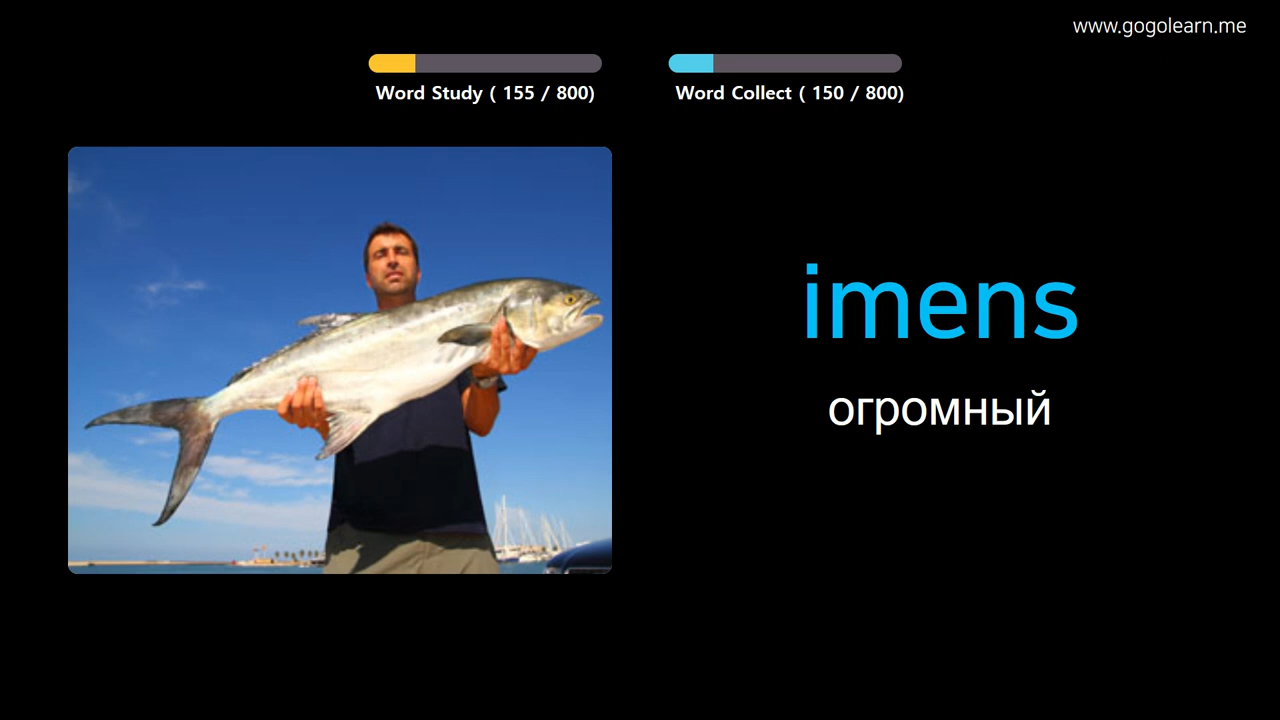 www.gogolearn.me
Word Study ( 155 / 800)
Word Collect ( 150 / 800)
imens
огромный